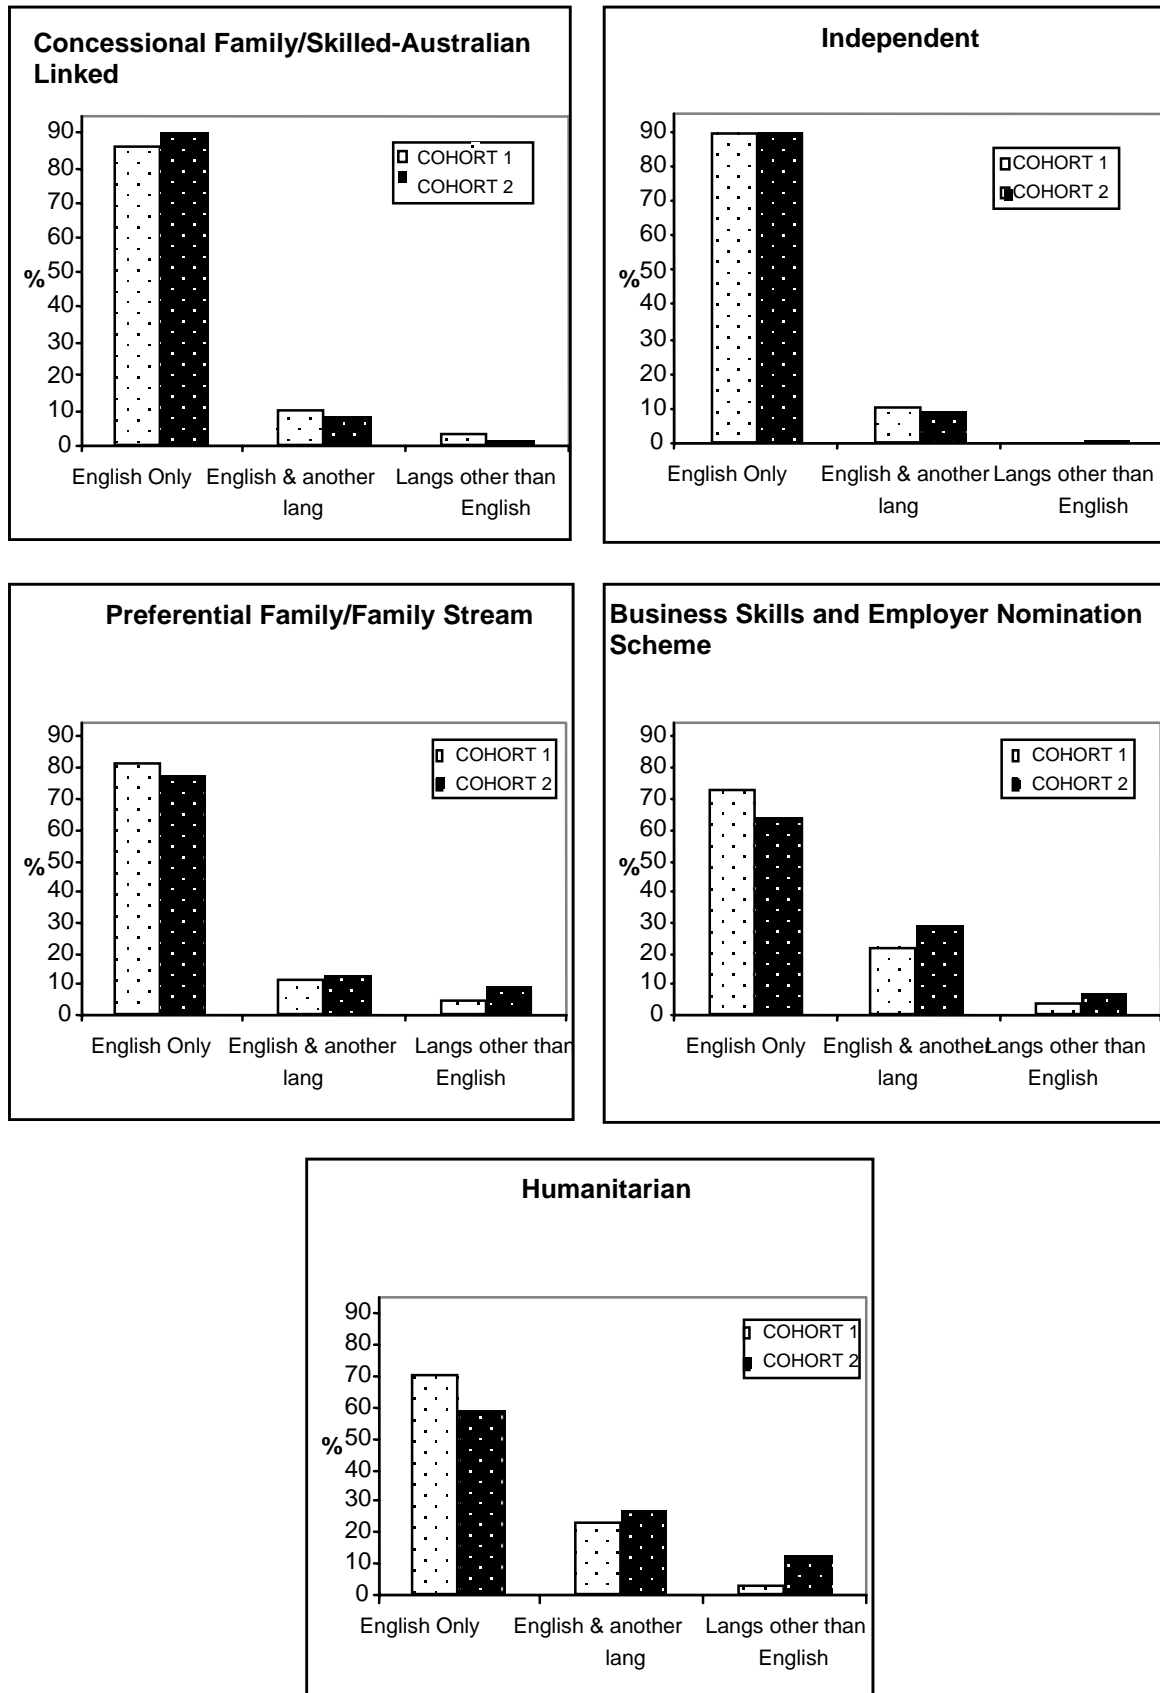 Concessional Family/Skilled-Australian
Linked
90
80
70
60
50
40
30
20
10
0
%
COHORT 1
COHORT 2
English Only
English & another
lang
Langs other than
English
Independent
90
80
70
60
50
40
30
20
10
0
%
COHORT 1
COHORT 2
English Only
English & another
lang
Langs other than
English
Preferential Family/Family Stream
90
80
70
60
50
40
30
20
10
0
%
COHORT 1
COHORT 2
English Only
English & another
lang
Langs other than
English
Business Skills and Employer Nomination
Scheme
90
80
70
60
50
40
30
20
10
0
%
COHORT 1
COHORT 2
English Only
English & another
lang
Langs other than
English
Humanitarian
90
80
70
60
50
40
30
20
10
0
%
COHORT 1
COHORT 2
English Only
English & another
lang
Langs other than
English